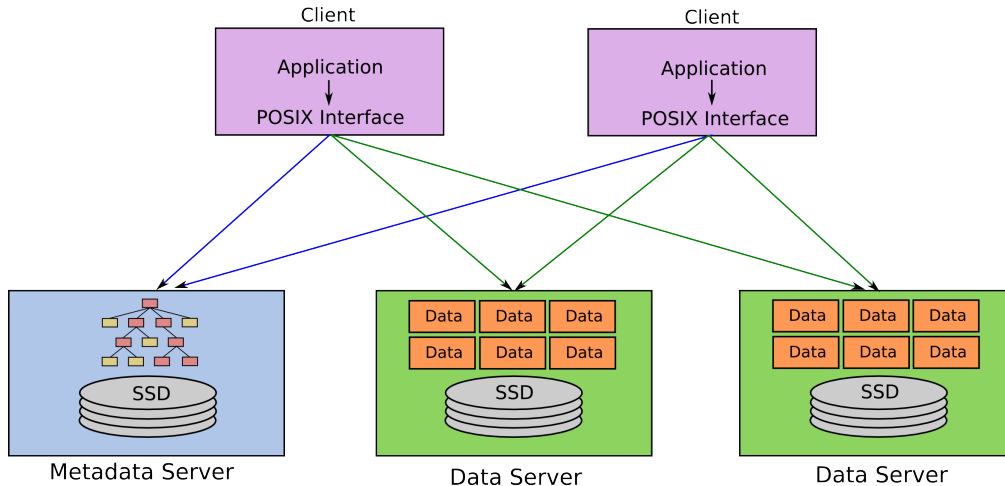 Client
Client
Application
POSIX Interface
Application
POSIX Interface
Data Data Data
Data Data Data
SSD
Data Data Data
Data Data Data
SSD
SSD
Metadata Server
Data Server
Data Server